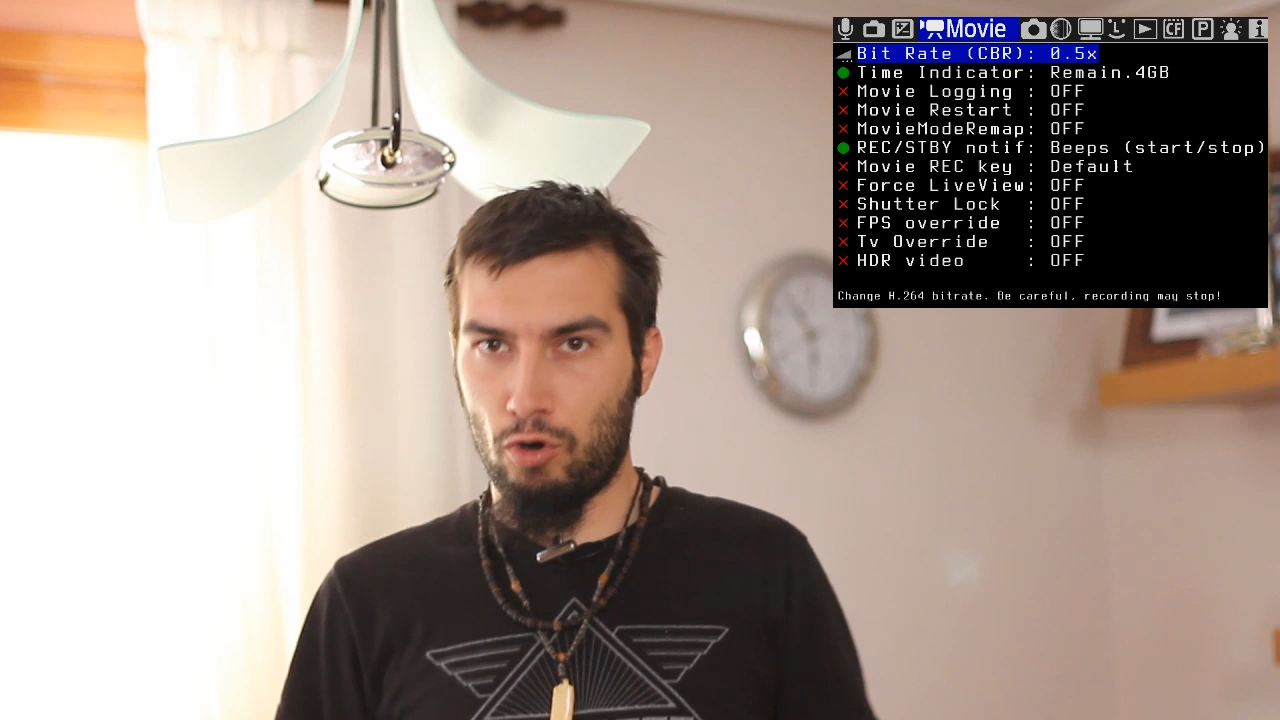 Movie
Bit Rate (CBR): 0.5x
Time Indicator: Remain.4GB
Movie Logging : OFF
Movie Restart : OFF
MovieModeRemap: OFF
REC/STBY notif: Beeps (start/stop)
Movie REC key : Default
Force LiveView: OFF
Shutter Lock : OFF
FPS override : OFF
Tv Override : OFF
HDR video : OFF
Change H.264 bitrate. Be careful, recording may stop!